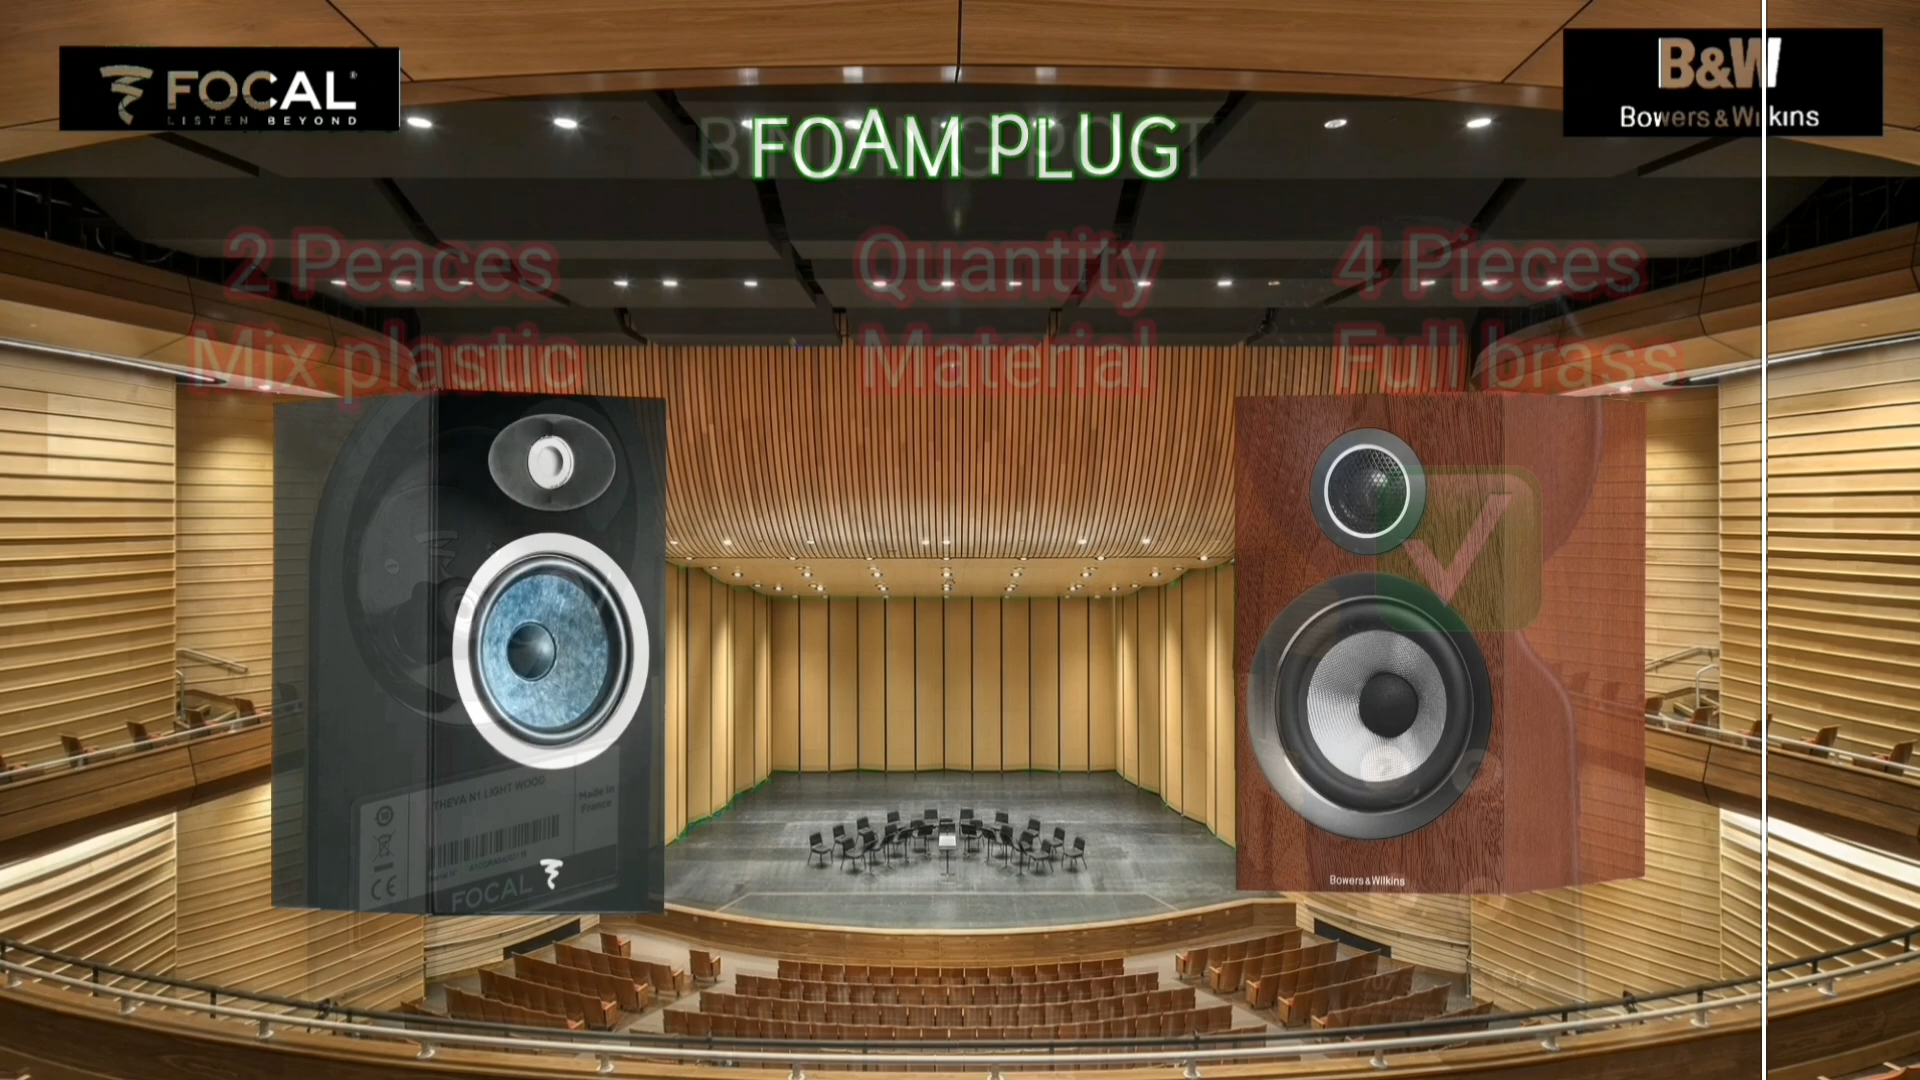 FOCAL
LISTEN BEYOND
B&W
Bowers & Wilkins
FOAM PLUG
2 Peaces
Quantity
4 Pieces
Mix plastic
Material
Full brass
THEVA N1 LIGHT WOOD
Made in
France
CE
FOCAL
Bowers & Wilkins